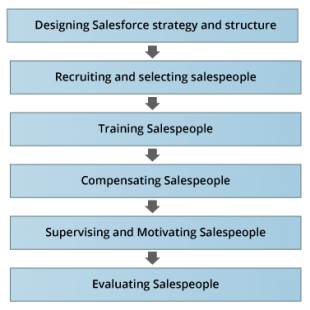 Designing Salesforce strategy and structure
Recruiting and selecting salespeople
Training Salespeople
Compensating Salespeople
Supervising and Motivating Salespeople
Evaluating Salespeople